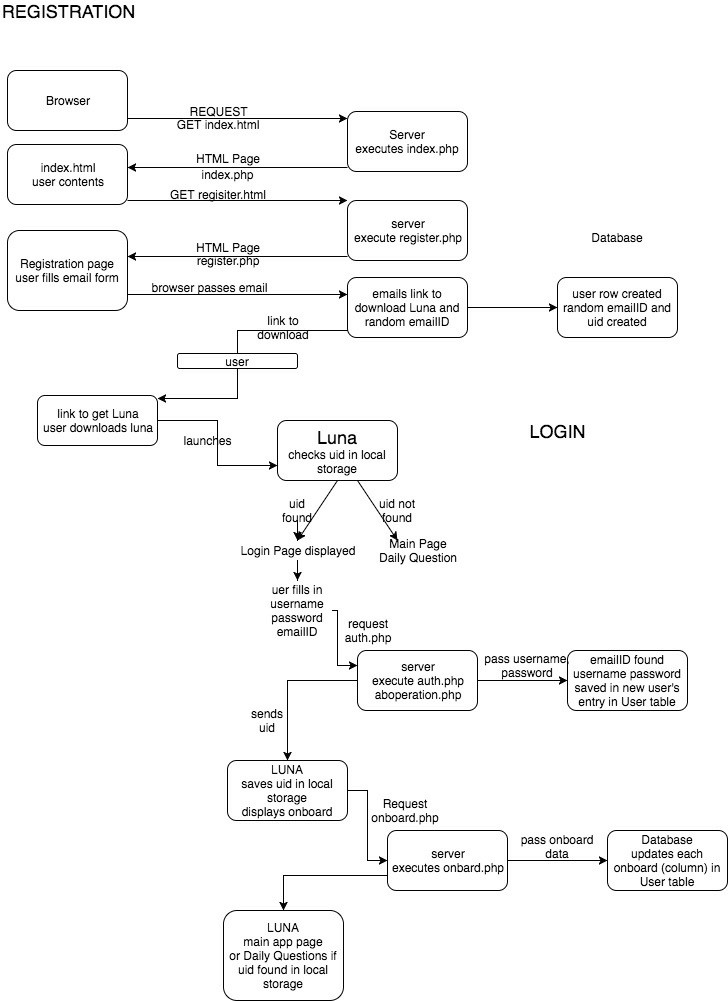 REGISTRATION
Browser
REQUEST
GET index.html
Server
executes index.php
HTML Page
index.php
index.html
user contents
GET regisiter.html
server
execute register.php
HTML Page
register.php
Database
Registration page
user fills email form
browser passes email
emails link to
download Luna and
random emailID
user row created
random emailID and
uid created
link to
download
user
link to get Luna
user downloads luna
launches
Luna
checks uid in local
storage
LOGIN
uid
found
uid not
found
Login Page displayed
Main Page
Daily Question
uer fills in
username
password
emailID
request
auth.php
server
execute auth.php
aboperation.php
pass username,
password
emailID found
username password
saved in new user's
entry in User table
sends
uid
LUNA
saves uid in local
storage
displays onboard
Request
onboard.php
server
executes onbard.php
pass onboard
data
Database
updates each
onboard (column) in
User table
LUNA
main app page
or Daily Questions if
uid found in local
storage